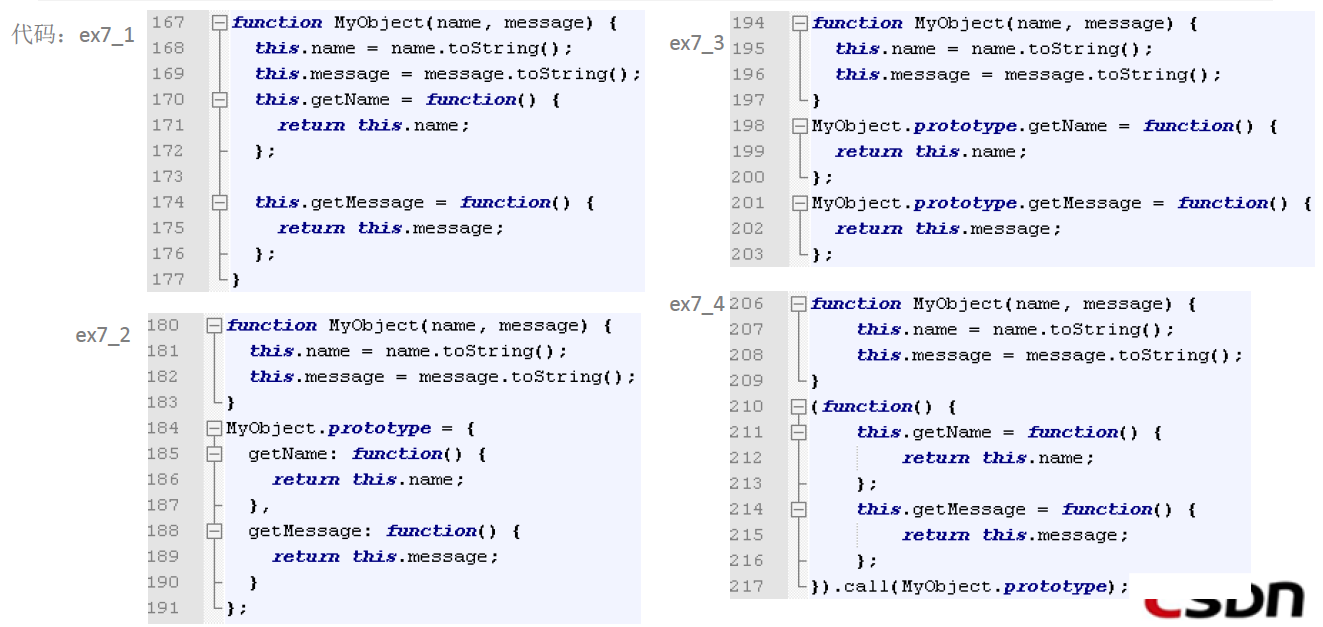 代码：ex7_1
167 function MyObject(name, message) {
168 this.name = name.toString();
169 this.message = message.toString();
170 this.getName = function() {
171 return this.name;
172 };
173
174 this.getMessage = function() {
175 return this.message;
176 };
177 }
ex7_2
180 function MyObject(name, message) {
181 this.name = name.toString();
182 this.message = message.toString();
183 }
184 MyObject.prototype = {
185 getName: function() {
186 return this.name;
187 },
188 getMessage: function() {
189 return this.message;
190 }
191 };
ex7_3
194 function MyObject(name, message) {
195 this.name = name.toString();
196 this.message = message.toString();
197 }
198 MyObject.prototype.getName = function() {
199 return this.name;
200 };
201 MyObject.prototype.getMessage = function() {
202 return this.message;
203 };
ex7_4
206 function MyObject(name, message) {
207 this.name = name.toString();
208 this.message = message.toString();
209 }
210 (function() {
211 this.getName = function() {
212 return this.name;
213 };
214 this.getMessage = function() {
215 return this.message;
216 };
217 }).call(MyObject.prototype);
CSDN